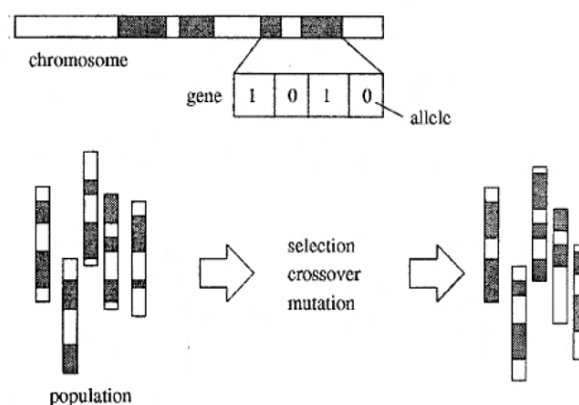 chromosome
gene 1 0 1 0
allele
selection
crossover
mutation
population